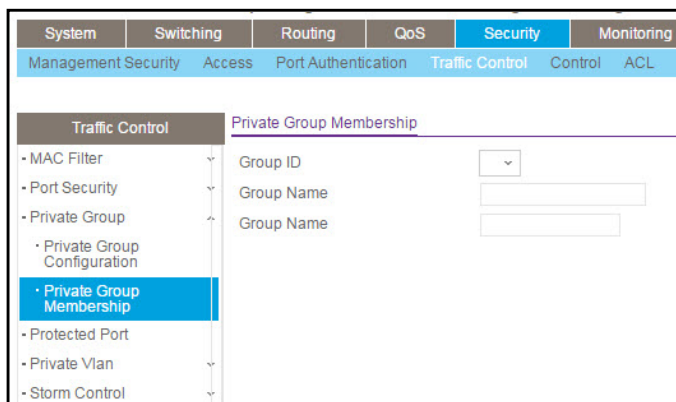 System Switching Routing QoS Security Monitoring
Management Security Access Port Authentication Traffic Control Control ACL
Traffic Control
- MAC Filter
- Port Security
- Private Group
· Private Group
Configuration
· Private Group
Membership
- Protected Port
- Private Vlan
- Storm Control
Private Group Membership
Group ID
Group Name
Group Name